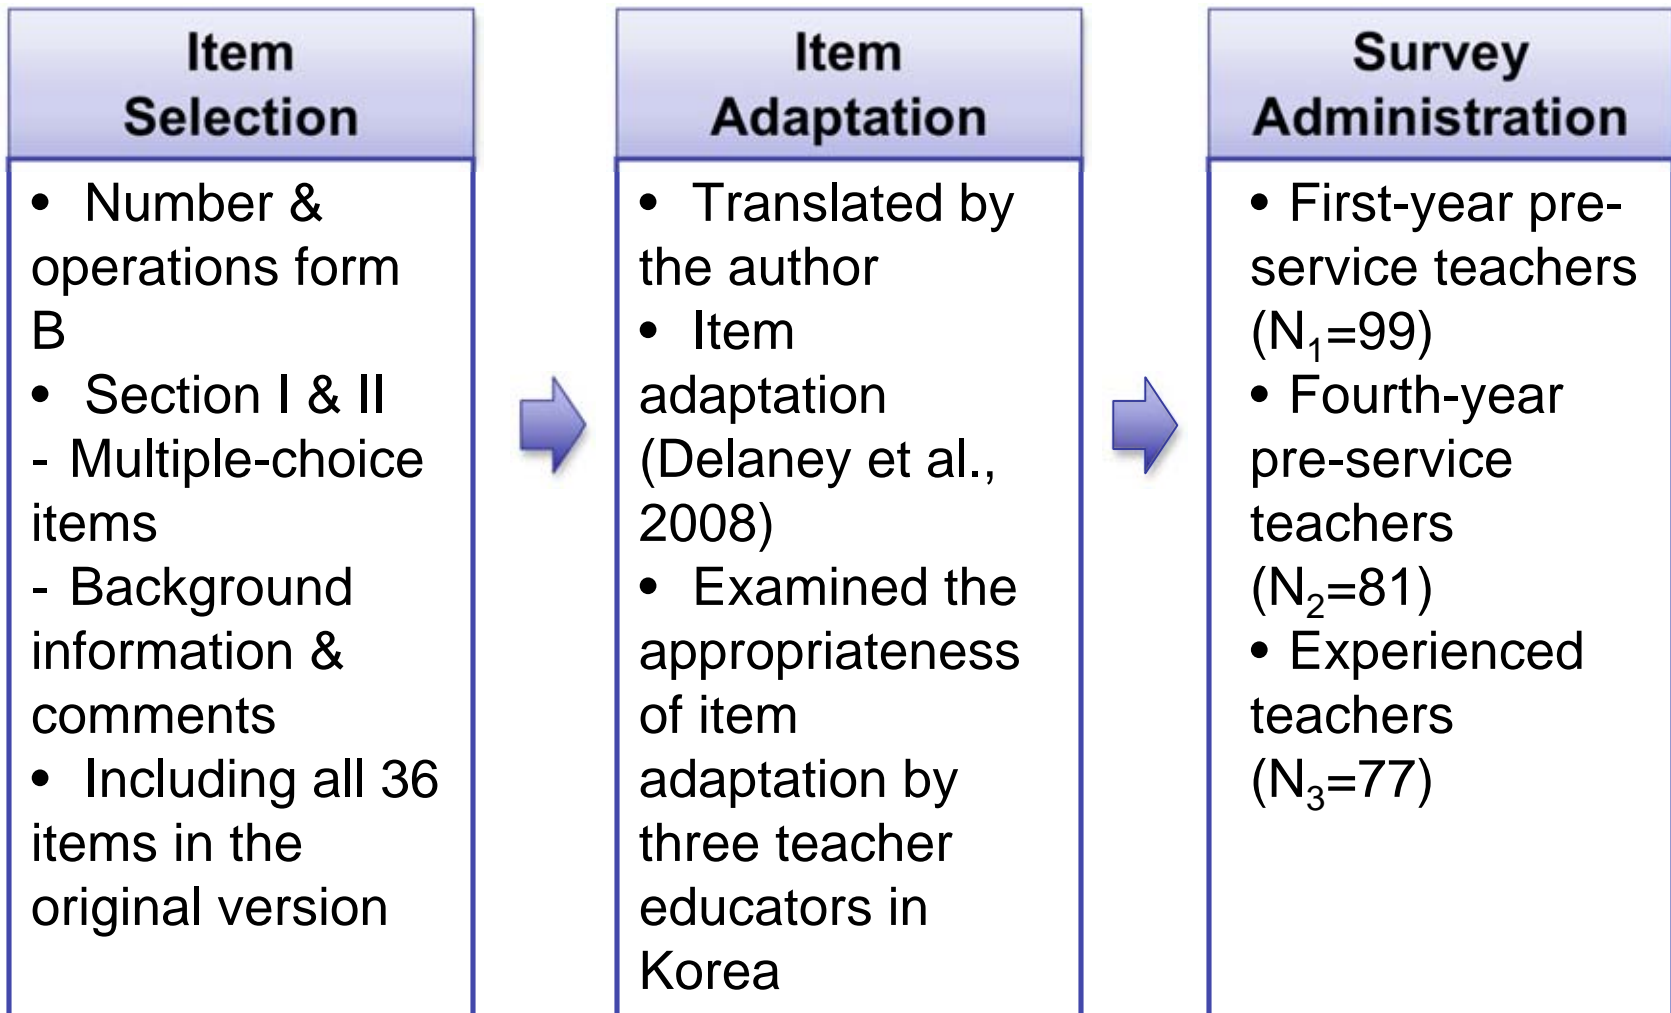 Item
Selection
• Number &
operations form
B
• Section I & II
- Multiple-choice
items
- Background
information &
comments
• Including all 36
items in the
original version
Item
Adaptation
• Translated by
the author
• Item
adaptation
(Delaney et al.,
2008)
• Examined the
appropriateness
of item
adaptation by
three teacher
educators in
Korea
Survey
Administration
• First-year pre-
service teachers
(N₁=99)
• Fourth-year
pre-service
teachers
(N₂=81)
• Experienced
teachers
(N₃=77)